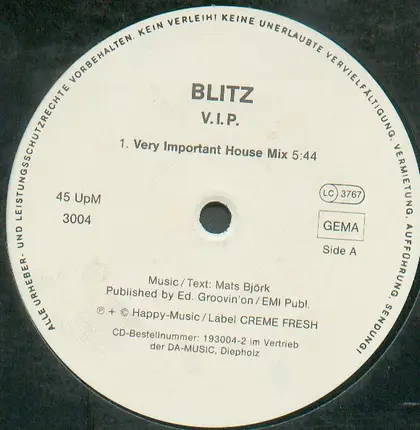 ALLE URHEBER- UND LEISTUNGSSCHUTZRECHTE VORBEHALTEN. KEIN VERLEIH! KEINE UNERLAUBTE VERVIELFÄLTIGUNG, VERMIETUNG, AUFFÜHRUNG, SENDUNG!
BLITZ
V.I.P.
1. Very Important House Mix 5:44
45 UpM
3004
LC 3767
GEMA
Side A
Music/Text: Mats Björk
Published by Ed. Groovin'on/EMI Publ.
Ⓟ + © Happy-Music/Label CREME FRESH
CD-Bestellnummer: 193004-2 im Vertrieb
der DA-MUSIC, Diepholz